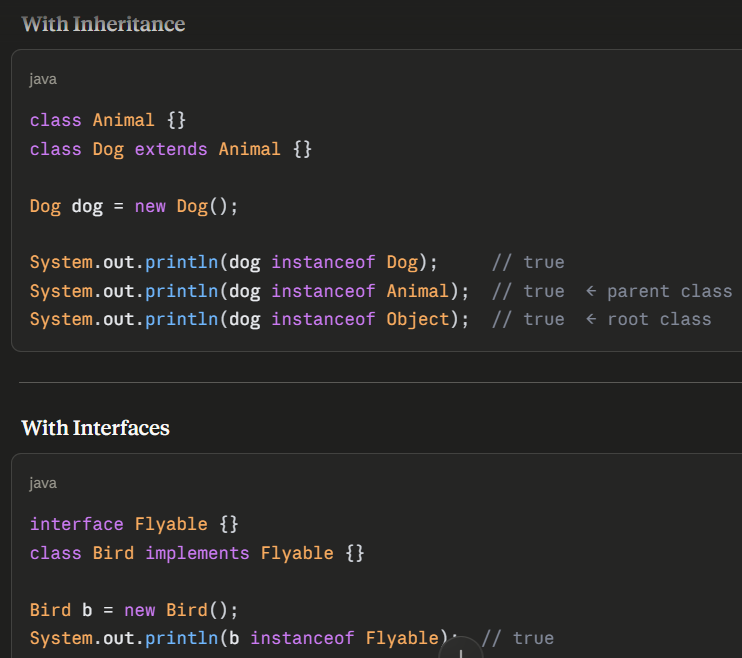 With Inheritance
java
class Animal {}
class Dog extends Animal {}
Dog dog = new Dog();
System.out.println(dog instanceof Dog);     // true
System.out.println(dog instanceof Animal);  // true  ← parent class
System.out.println(dog instanceof Object);  // true  ← root class
With Interfaces
java
interface Flyable {}
class Bird implements Flyable {}
Bird b = new Bird();
System.out.println(b instanceof Flyable);  // true